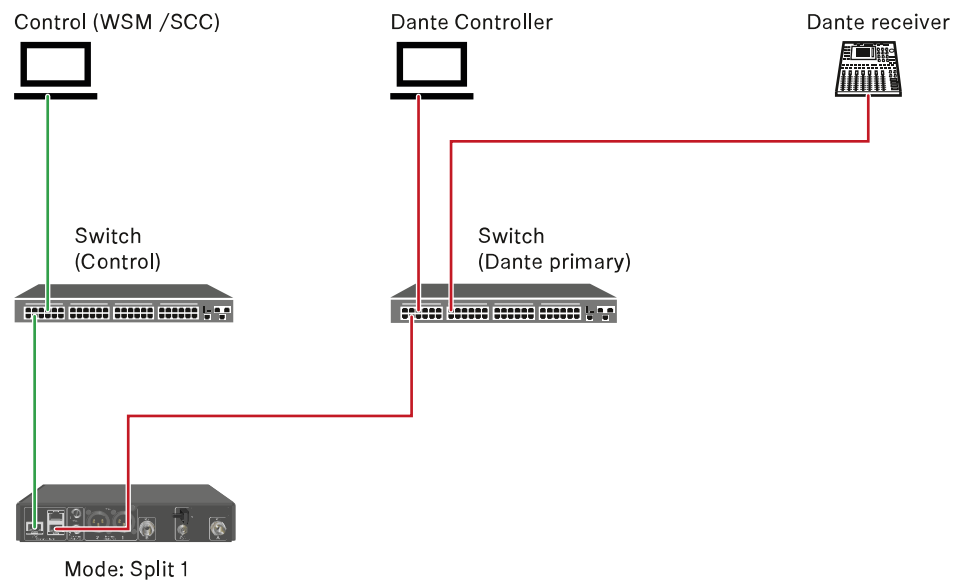 Control (WSM /SCC)
Dante Controller
Dante receiver
Switch
(Control)
Switch
(Dante primary)
Mode: Split 1